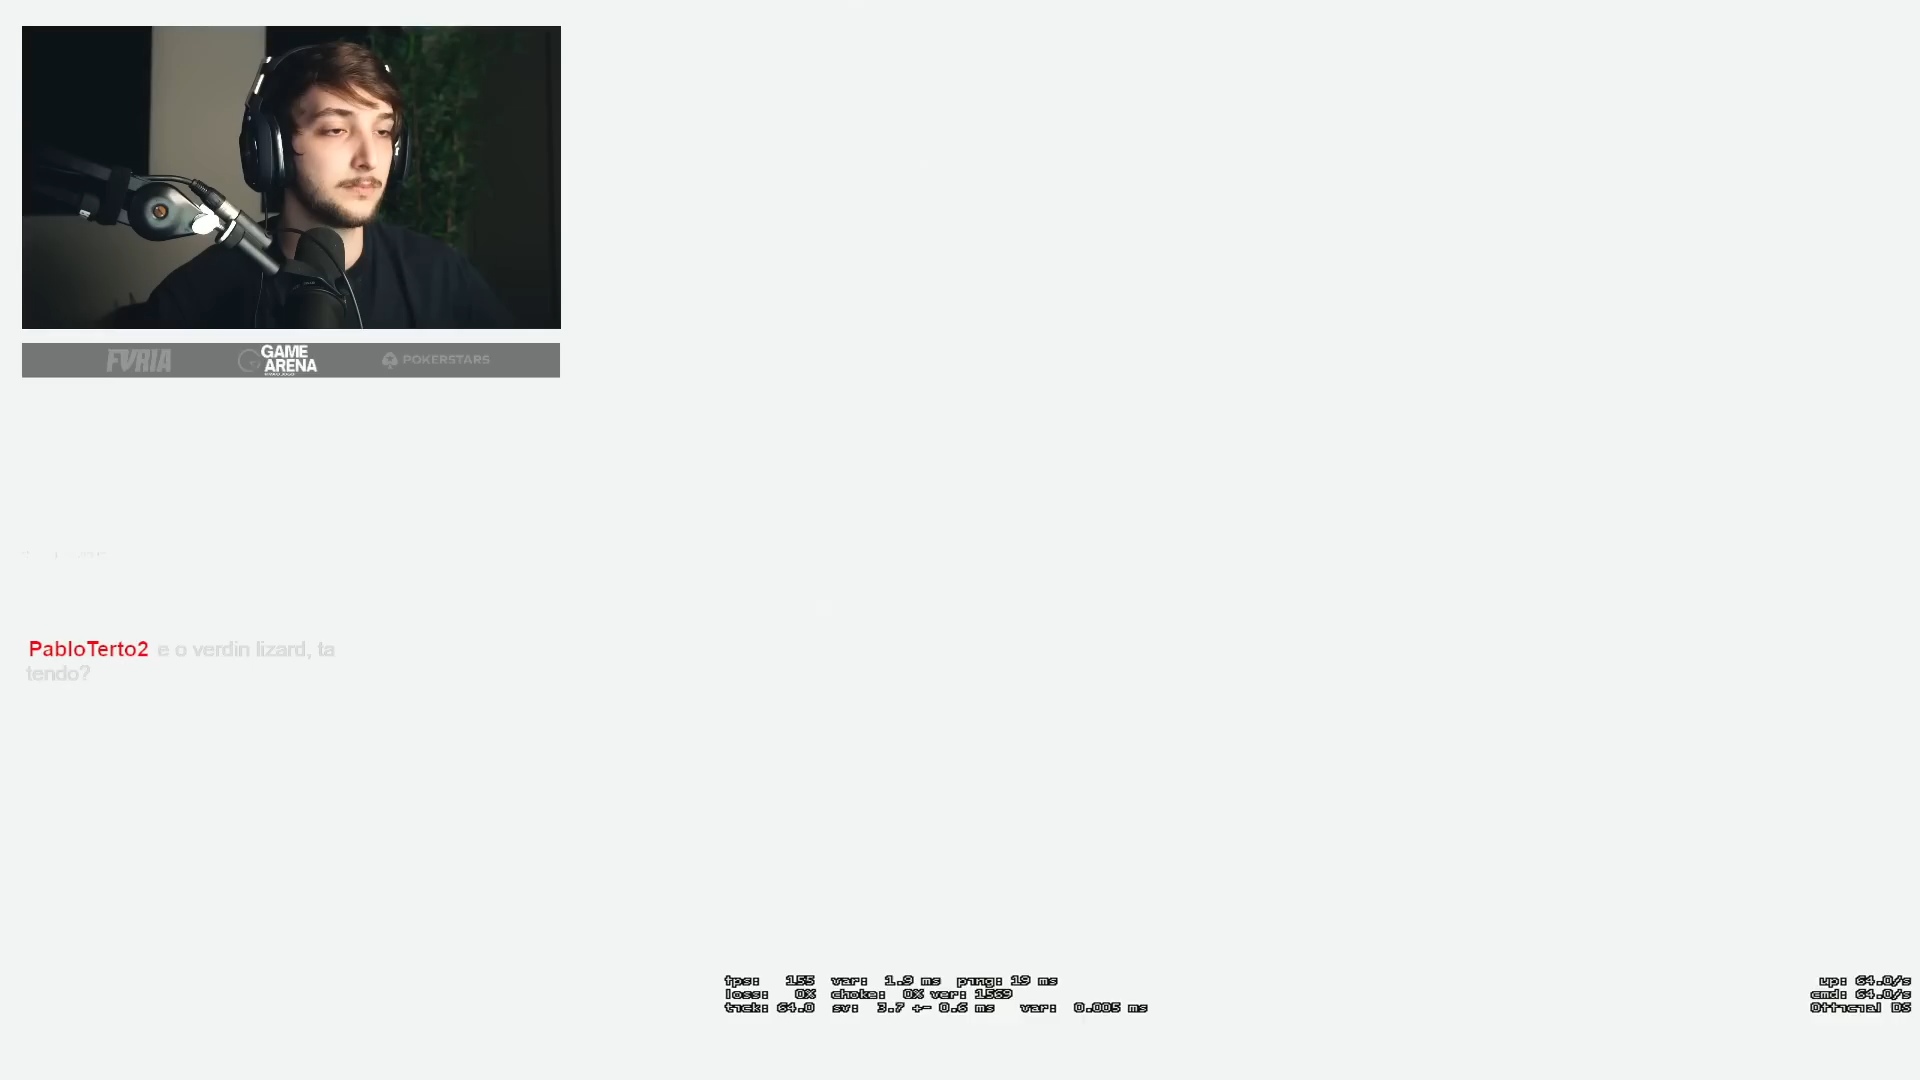 FURIA
GAME
ARENA
POKERSTARS
PabloTerto2 e o verdin lizard, ta
tendo?
fps: 155 var: 1.9 ms ping: 19 ms
loss: 0% choke: 0% ver: 1569
tick: 64.0 sv: 3.7 +- 0.6 ms var: 0.005 ms
up: 64.0/s
cmd: 64.0/s
Official DS